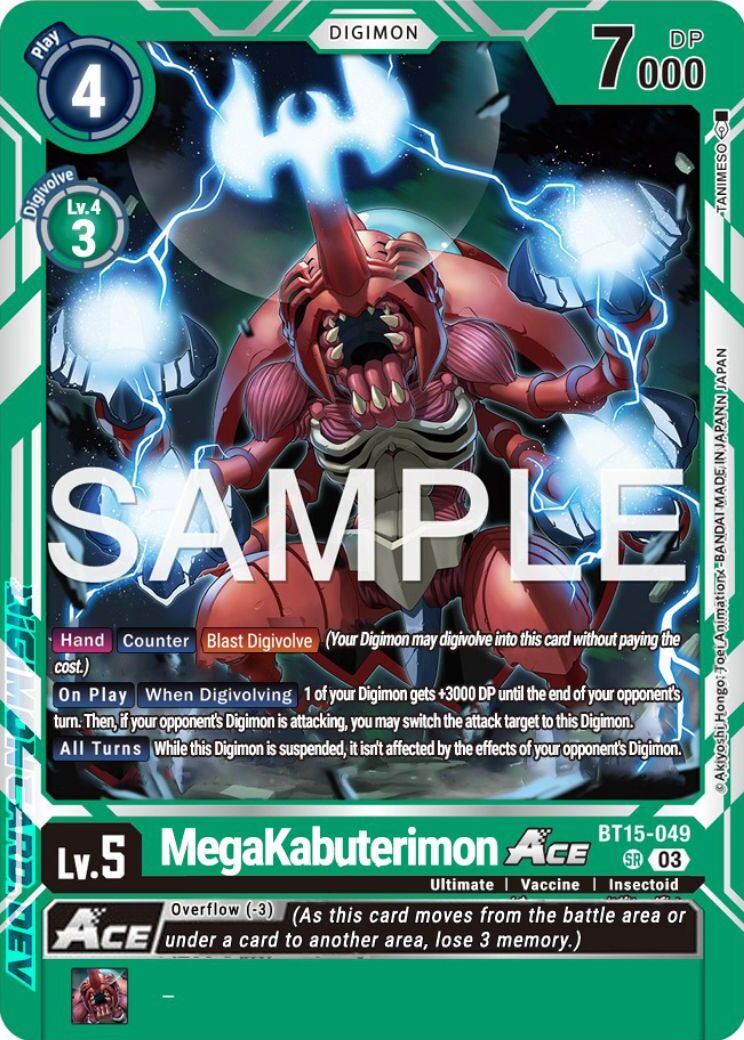 DIGIMON
Play
4
7000
DP
Digivolve
Lv.4
3
TANIMESO
SAMPLE
Hand Counter Blast Digivolve (Your Digimon may digivolve into this card without paying the
cost.)
On Play When Digivolving 1 of your Digimon gets +3000 DP until the end of your opponent's
turn. Then, if your opponent's Digimon is attacking, you may switch the attack target to this Digimon.
All Turns While this Digimon is suspended, it isn't affected by the effects of your opponent's Digimon.
©Akiyoshi Hongo, Toei Animation • BANDAI MADE IN JAPAN N JAPAN
DIGIMONCARD.DEV
Lv.5
MegaKabuterimon ACE
BT15-049
SR 03
Ultimate | Vaccine | Insectoid
ACE
Overflow (-3) (As this card moves from the battle area or
under a card to another area, lose 3 memory.)
–